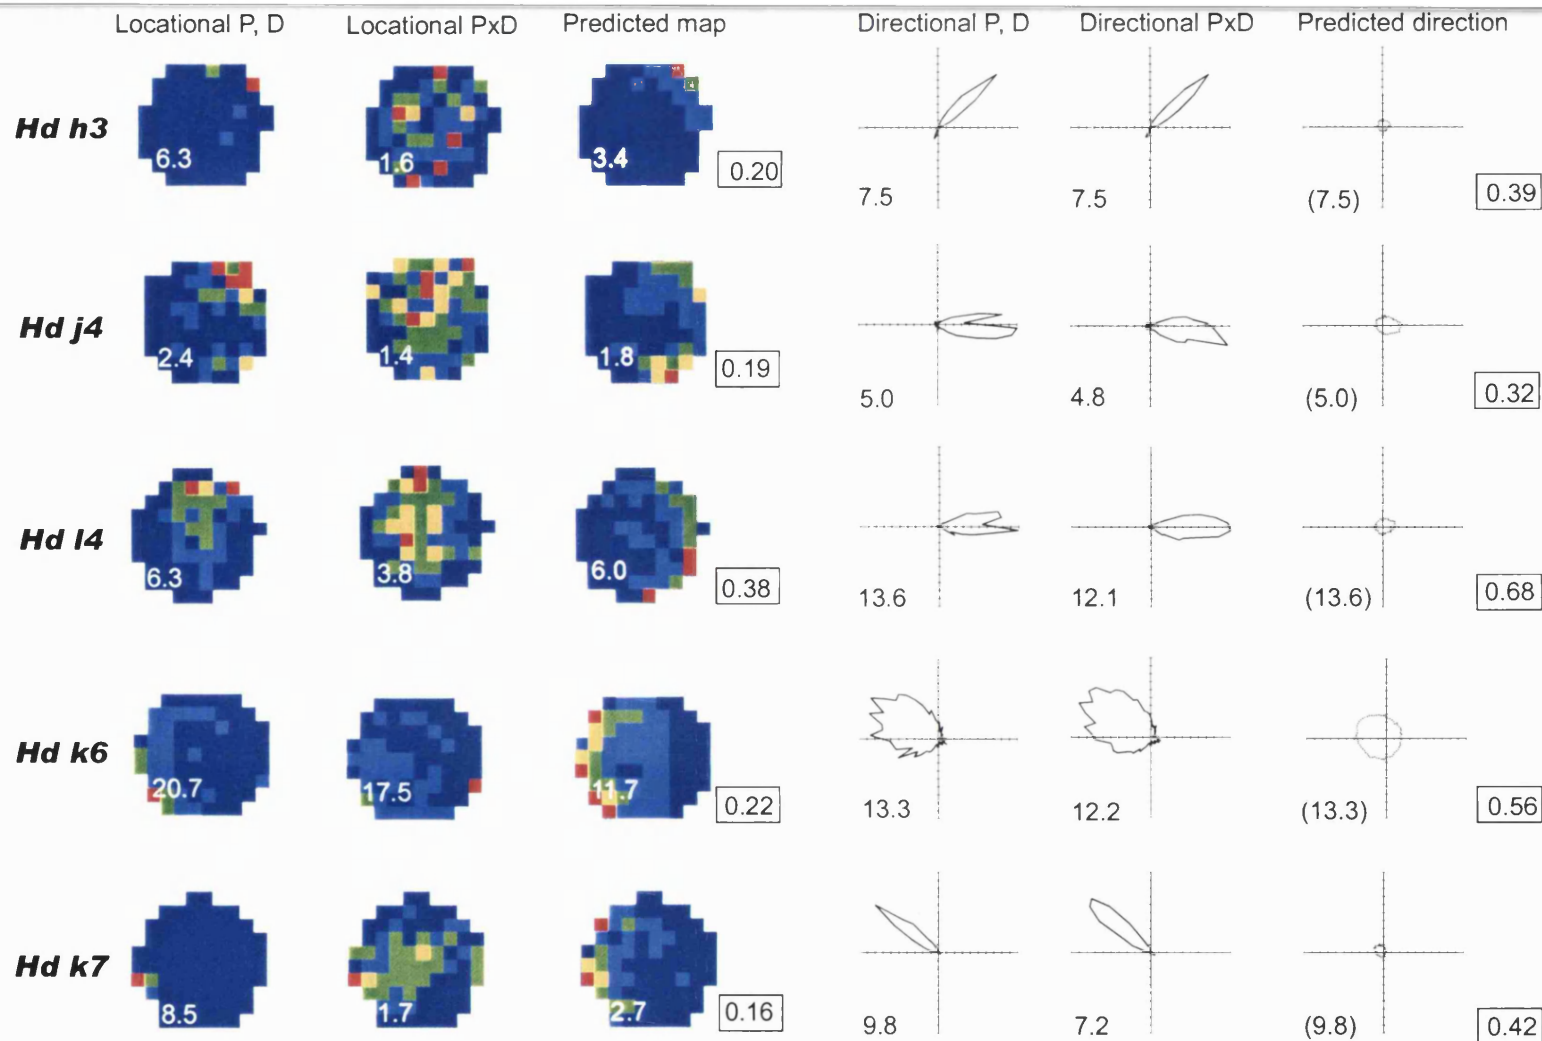 Locational P, D Locational PxD Predicted map Directional P, D Directional PxD Predicted direction
Hd h3 6.3 1.6 3.4 0.20 7.5 7.5 (7.5) 0.39
Hd j4 2.4 1.4 1.8 0.19 5.0 4.8 (5.0) 0.32
Hd l4 6.3 3.8 6.0 0.38 13.6 12.1 (13.6) 0.68
Hd k6 20.7 17.5 11.7 0.22 13.3 12.2 (13.3) 0.56
Hd k7 8.5 1.7 2.7 0.16 9.8 7.2 (9.8) 0.42